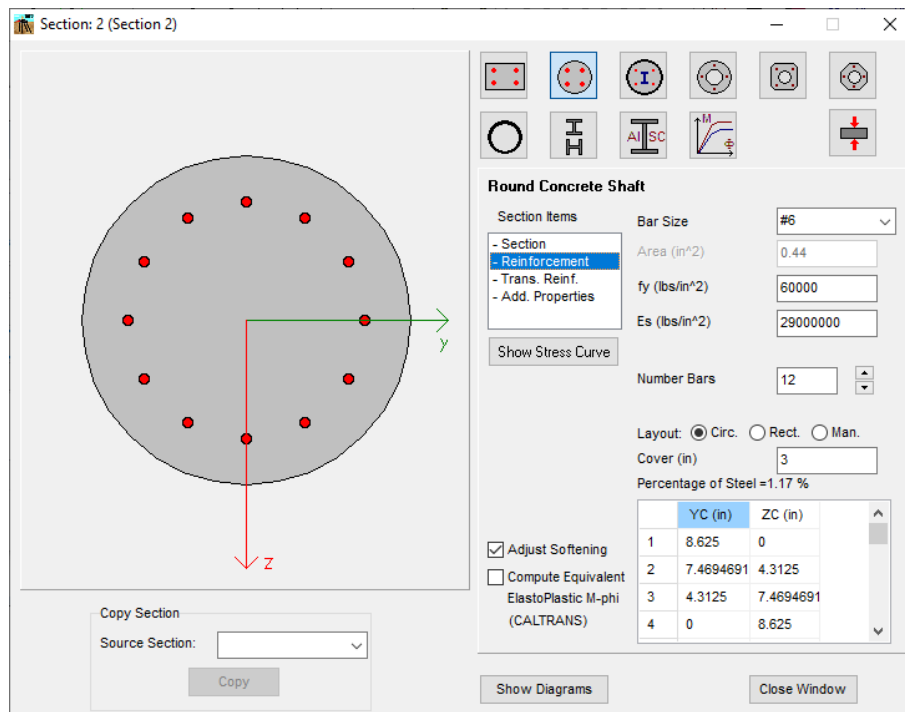 Section: 2 (Section 2)
I
I
H
AI SC
M
Φ
Round Concrete Shaft
Section Items
- Section
- Reinforcement
- Trans. Reinf.
- Add. Properties
Show Stress Curve
Bar Size #6
Area (in^2) 0.44
fy (lbs/in^2) 60000
Es (lbs/in^2) 29000000
Number Bars 12
Layout: Circ. Rect. Man.
Cover (in) 3
Percentage of Steel =1.17 %
YC (in) ZC (in)
1 8.625 0
2 7.4694691 4.3125
3 4.3125 7.4694691
4 0 8.625
Adjust Softening
Compute Equivalent
ElastoPlastic M-phi
(CALTRANS)
y
z
Copy Section
Source Section:
Copy
Show Diagrams
Close Window